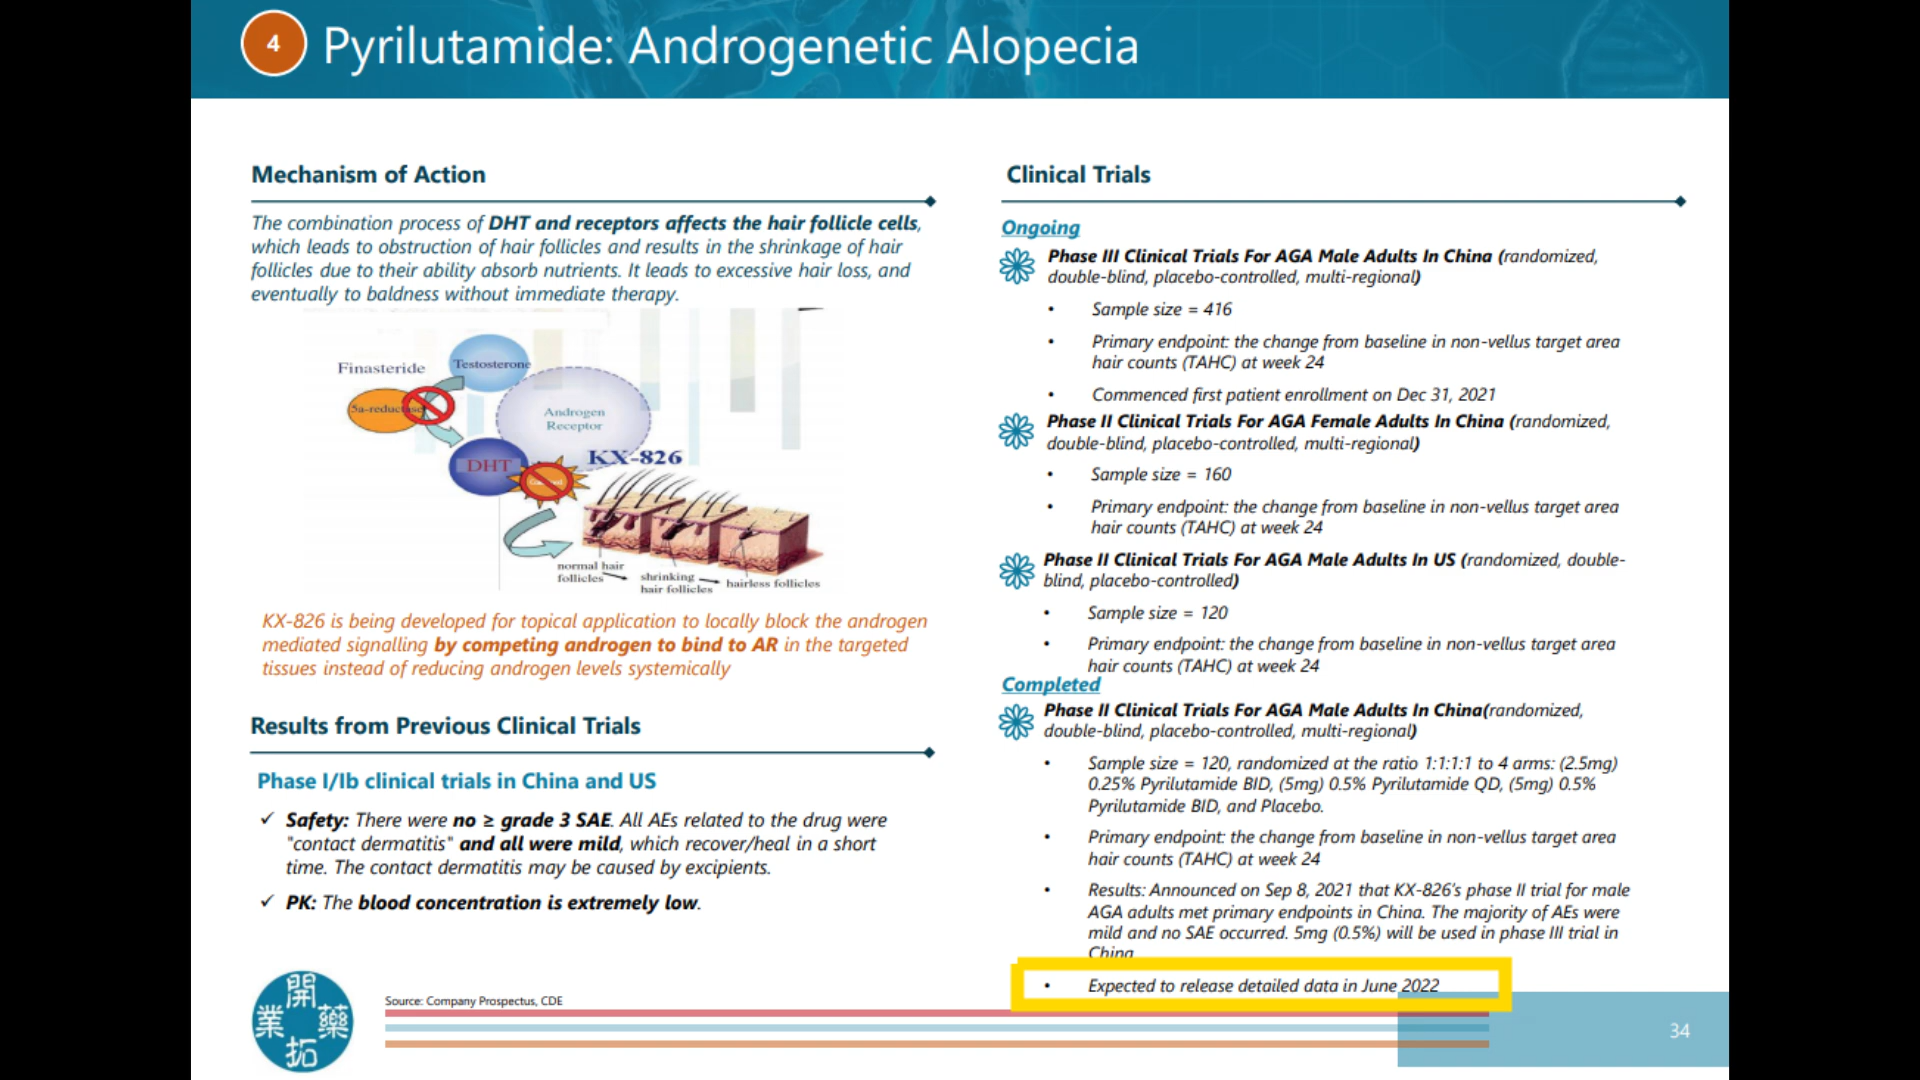 4
Pyrilutamide: Androgenetic Alopecia
Mechanism of Action
The combination process of DHT and receptors affects the hair follicle cells,
which leads to obstruction of hair follicles and results in the shrinkage of hair
follicles due to their ability absorb nutrients. It leads to excessive hair loss, and
eventually to baldness without immediate therapy.
Finasteride
Testosterone
5a-reductase
Androgen
Receptor
DHT
KX-826
normal hair
follicles
shrinking
hair follicles
hairless follicles
KX-826 is being developed for topical application to locally block the androgen
mediated signalling by competing androgen to bind to AR in the targeted
tissues instead of reducing androgen levels systemically
Results from Previous Clinical Trials
Phase I/Ib clinical trials in China and US
✓ Safety: There were no ≥ grade 3 SAE. All AEs related to the drug were
"contact dermatitis" and all were mild, which recover/heal in a short
time. The contact dermatitis may be caused by excipients.
✓ PK: The blood concentration is extremely low.
Clinical Trials
Ongoing
Phase III Clinical Trials For AGA Male Adults In China (randomized,
double-blind, placebo-controlled, multi-regional)
• Sample size = 416
• Primary endpoint: the change from baseline in non-vellus target area
hair counts (TAHC) at week 24
• Commenced first patient enrollment on Dec 31, 2021
Phase II Clinical Trials For AGA Female Adults In China (randomized,
double-blind, placebo-controlled, multi-regional)
• Sample size = 160
• Primary endpoint: the change from baseline in non-vellus target area
hair counts (TAHC) at week 24
Phase II Clinical Trials For AGA Male Adults In US (randomized, double-
blind, placebo-controlled)
• Sample size = 120
• Primary endpoint: the change from baseline in non-vellus target area
hair counts (TAHC) at week 24
Completed
Phase II Clinical Trials For AGA Male Adults In China(randomized,
double-blind, placebo-controlled, multi-regional)
• Sample size = 120, randomized at the ratio 1:1:1:1 to 4 arms: (2.5mg)
0.25% Pyrilutamide BID, (5mg) 0.5% Pyrilutamide QD, (5mg) 0.5%
Pyrilutamide BID, and Placebo.
• Primary endpoint: the change from baseline in non-vellus target area
hair counts (TAHC) at week 24
• Results: Announced on Sep 8, 2021 that KX-826's phase II trial for male
AGA adults met primary endpoints in China. The majority of AEs were
mild and no SAE occurred. 5mg (0.5%) will be used in phase III trial in
China
• Expected to release detailed data in June 2022
開
業 藥
拓
Source: Company Prospectus, CDE
34